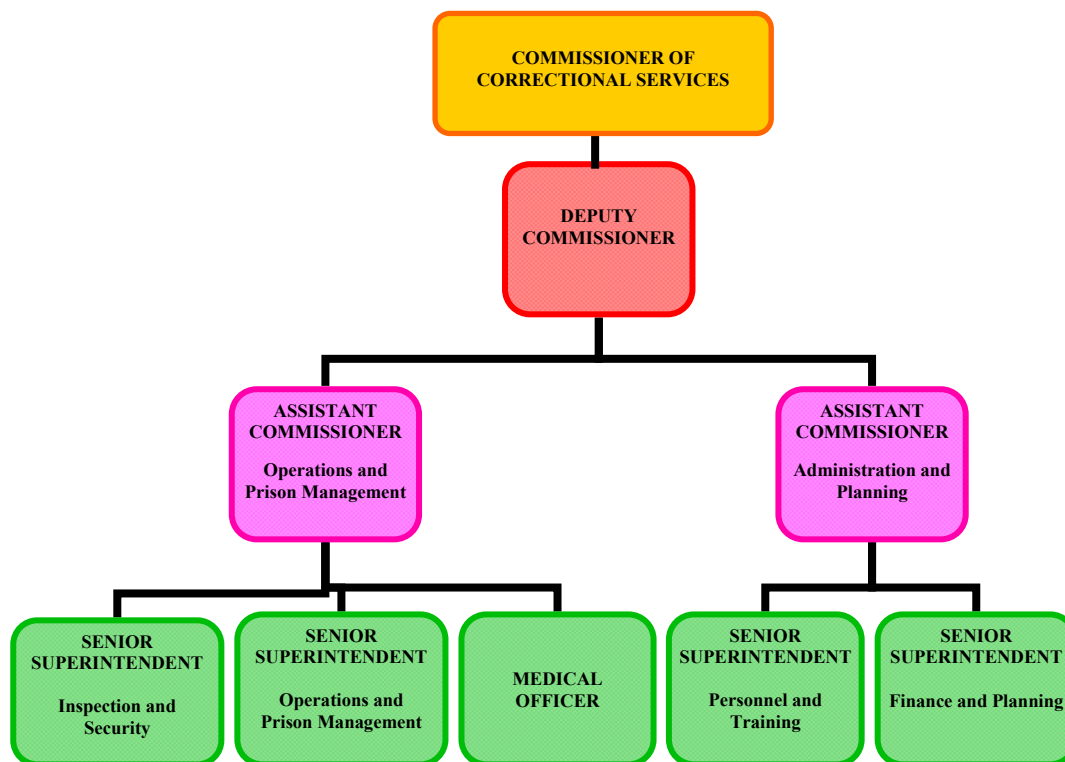 COMMISSIONER OF
CORRECTIONAL SERVICES
DEPUTY
COMMISSIONER
ASSISTANT
COMMISSIONER
Operations and
Prison Management
ASSISTANT
COMMISSIONER
Administration and
Planning
SENIOR
SUPERINTENDENT
Inspection and
Security
SENIOR
SUPERINTENDENT
Operations and
Prison Management
MEDICAL
OFFICER
SENIOR
SUPERINTENDENT
Personnel and
Training
SENIOR
SUPERINTENDENT
Finance and Planning